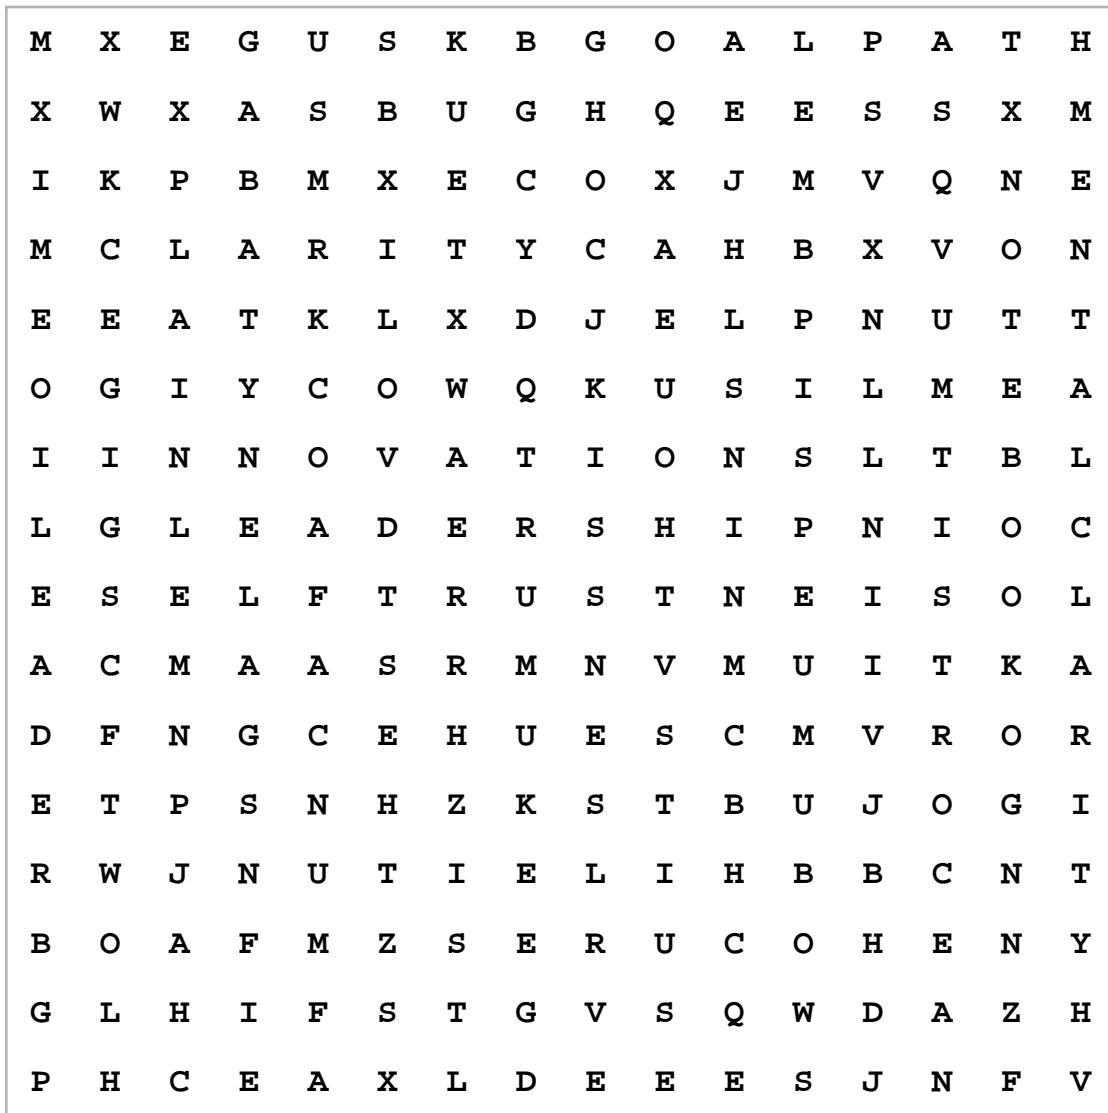 M X E G U S K B G O A L P A T H
X W X A S B U G H Q E E S S X M
I K P B M X E C O X J M V Q N E
M C L A R I T Y C A H B X V O N
E E A T K L X D J E L P N U T T
O G I Y C O W Q K U S I L M E A
I I N N O V A T I O N S L T B L
L G L E A D E R S H I P N I O C
E S E L F T R U S T N E I S O L
A C M A A S R M N V M U I T K A
D F N G C E H U E S C M V R O R
E T P S N H Z K S T B U J O G I
R W J N U T I E L I H B B C N T
B O A F M Z S E R U C O H E N Y
G L H I F S T G V S Q W D A Z H
P H C E A X L D E E E S J N F V